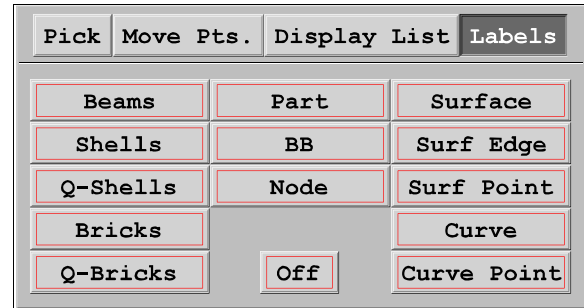 Pick Move Pts. Display List Labels
Beams Part Surface
Shells BB Surf Edge
Q-Shells Node Surf Point
Bricks Curve
Q-Bricks Off Curve Point